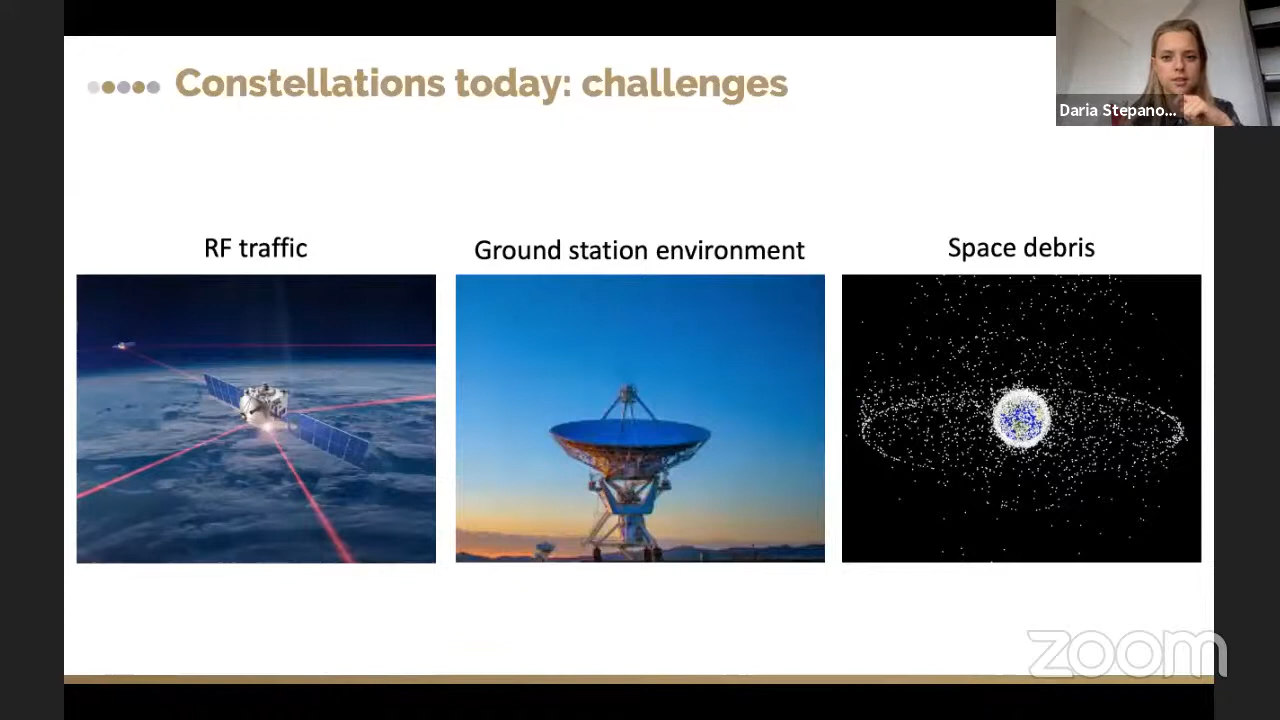 Constellations today: challenges
Daria Stepano...
RF traffic
Ground station environment
Space debris
zoom